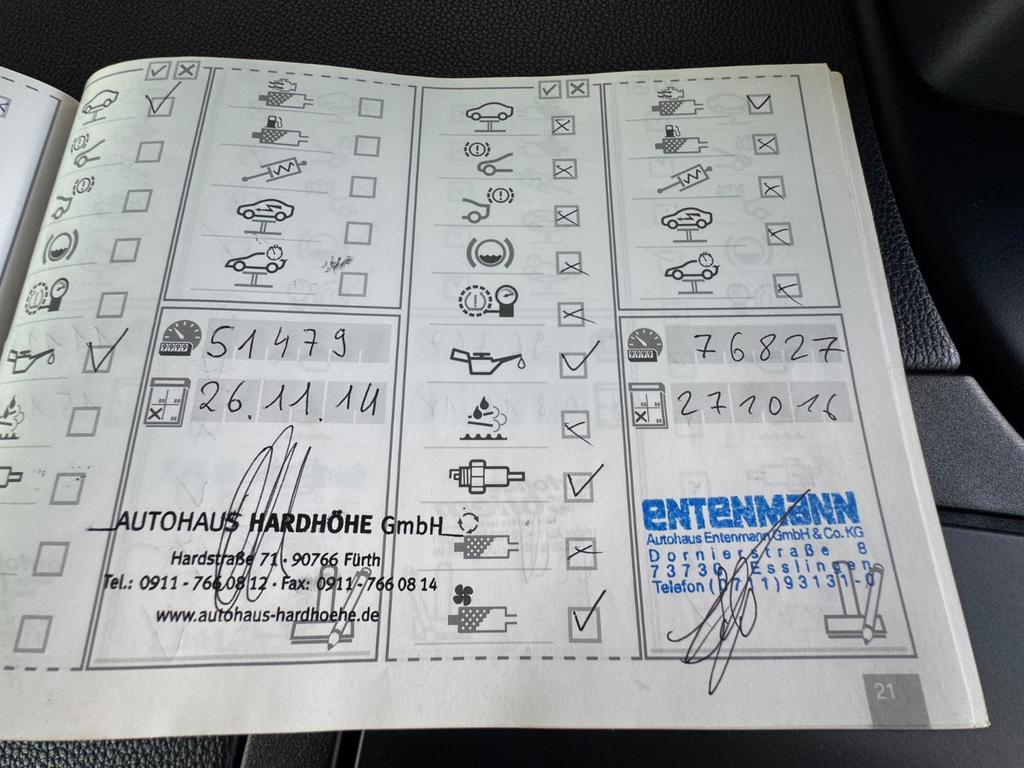 51479
26.11.14
AUTOHAUS HARDHÖHE GmbH
Hardstraße 71 · 90766 Fürth
Tel.: 0911 - 766 08 12 · Fax: 0911 - 766 08 14
www.autohaus-hardhoehe.de
76827
271016
ENTENMANN
Autohaus Entenmann GmbH & Co. KG
Dornierstraße 8
Esslingen
Telefon
21